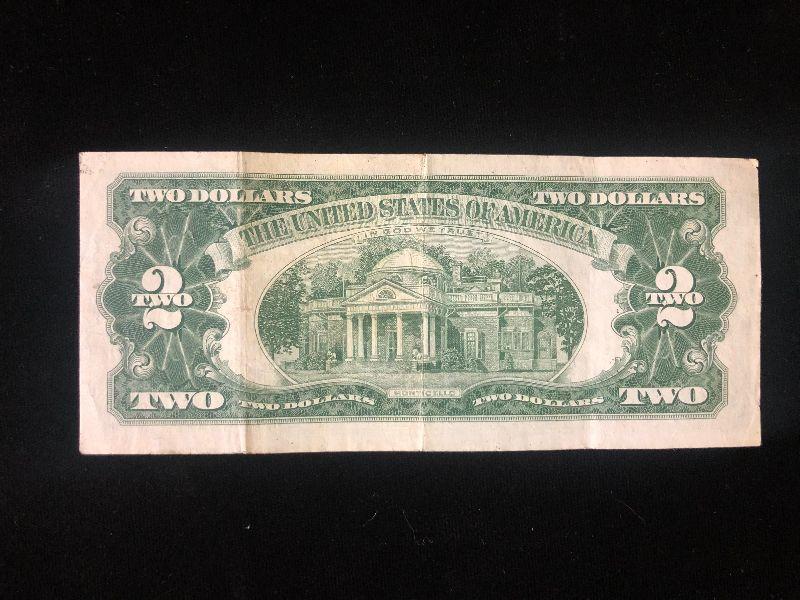 TWO DOLLARS
TWO DOLLARS
THE UNITED STATES OF AMERICA
IN GOD WE TRUST
2
TWO
2
TWO
MONTICELLO
TWO
TWO DOLLARS
TWO DOLLARS
TWO